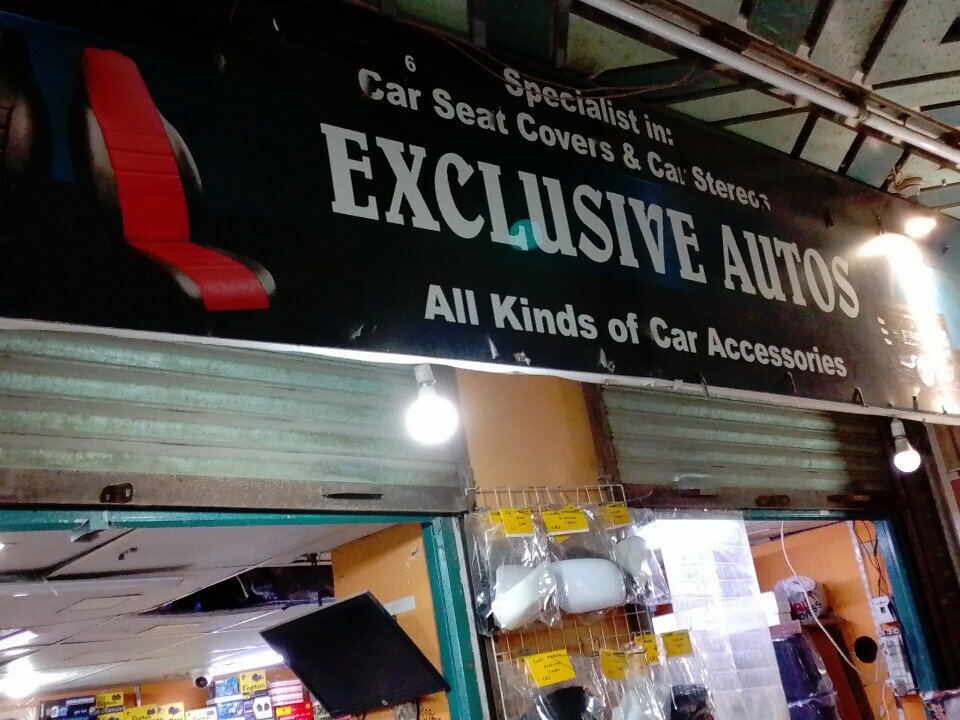 6
Specialist in:
Car Seat Covers & Car Stereos
EXCLUSIVE AUTOS
All Kinds of Car Accessories